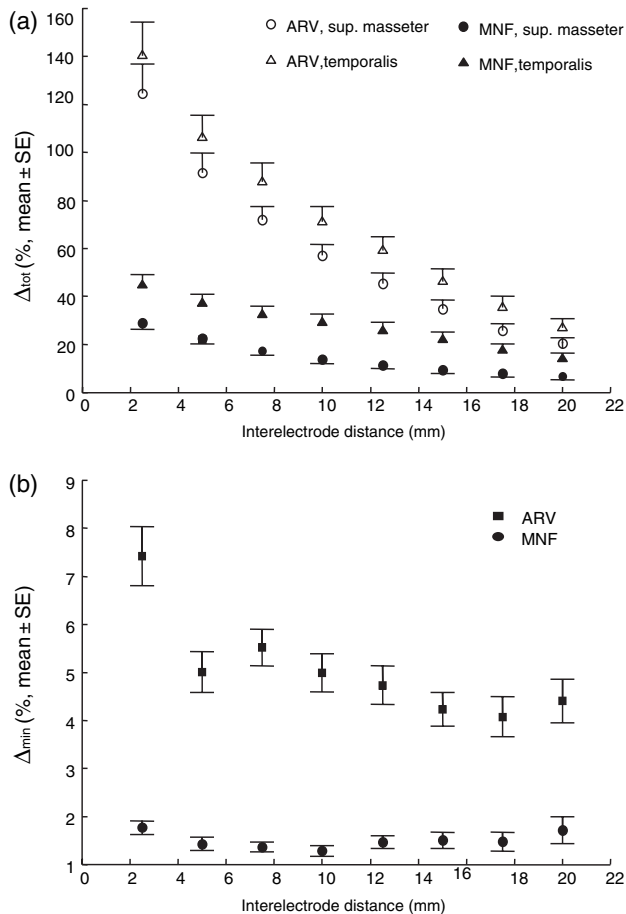 (a)
160
140
120
100
80
60
40
20
0
Δtot (%, mean ± SE)
ARV, sup. masseter
MNF, sup. masseter
ARV,temporalis
MNF,temporalis
0 2 4 6 8 10 12 14 16 18 20 22
Interelectrode distance (mm)
(b)
9
8
7
6
5
4
3
2
1
Δmin (%, mean ± SE)
ARV
MNF
0 2 4 6 8 10 12 14 16 18 20 22
Interelectrode distance (mm)